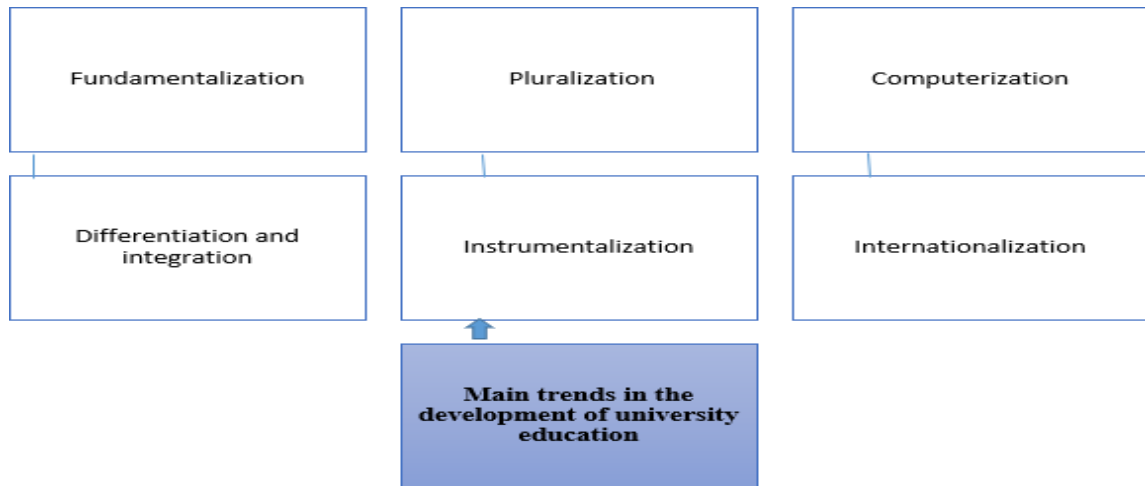 Fundamentalization
Pluralization
Computerization
Differentiation and
integration
Instrumentalization
Internationalization
Main trends in the
development of university
education